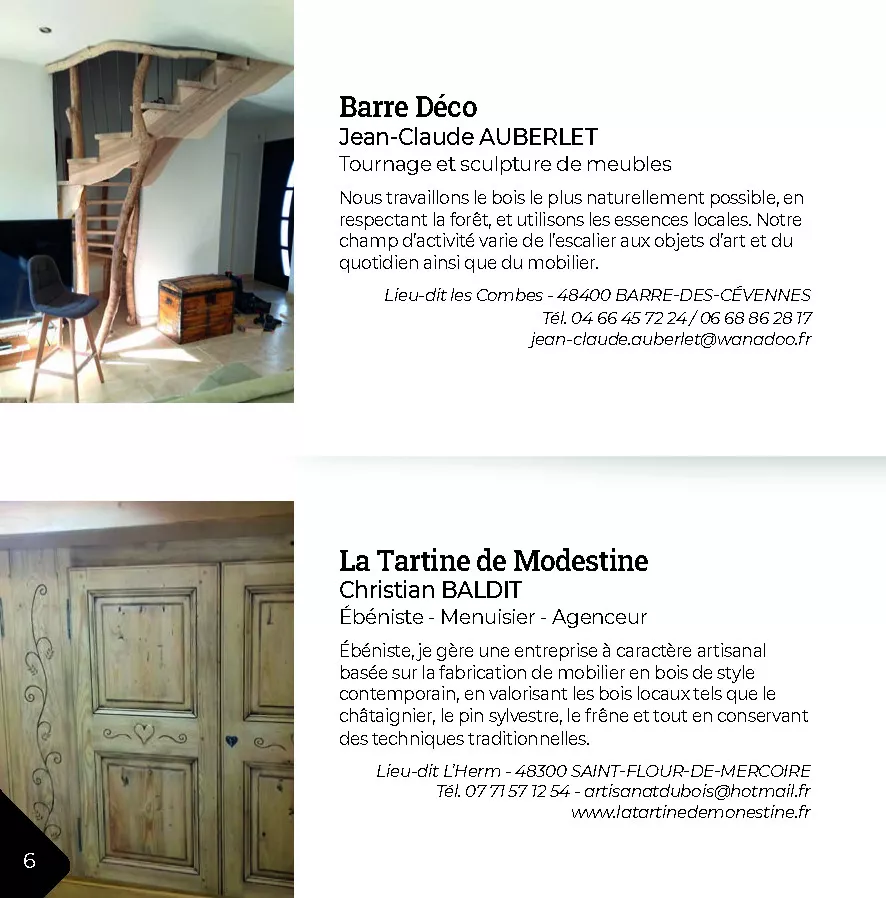 Barre Déco
Jean-Claude AUBERLET
Tournage et sculpture de meubles
Nous travaillons le bois le plus naturellement possible, en
respectant la forêt, et utilisons les essences locales. Notre
champ d'activité varie de l'escalier aux objets d'art et du
quotidien ainsi que du mobilier.
Lieu-dit les Combes - 48400 BARRE-DES-CÉVENNES
Tél. 04 66 45 72 24 / 06 68 86 28 17
jean-claude.auberlet@wanadoo.fr
La Tartine de Modestine
Christian BALDIT
Ébéniste - Menuisier - Agenceur
Ébéniste, je gère une entreprise à caractère artisanal
basée sur la fabrication de mobilier en bois de style
contemporain, en valorisant les bois locaux tels que le
châtaignier, le pin sylvestre, le frêne et tout en conservant
des techniques traditionnelles.
Lieu-dit L'Herm - 48300 SAINT-FLOUR-DE-MERCOIRE
Tél. 07 71 57 12 54 - artisanatdubois@hotmail.fr
www.latartinedemonestine.fr
6